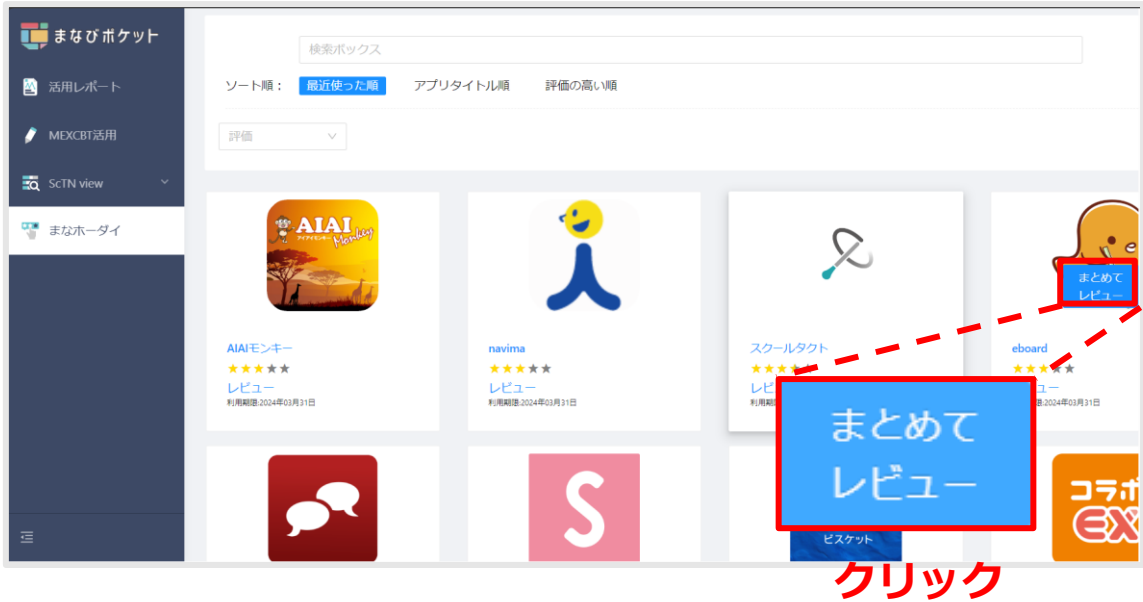 まなびポケット
活用レポート
MEXCBT活用
ScTN view
まなホーダイ
検索ボックス
ソート順：
最近使った順
アプリタイトル順
評価の高い順
評価
AIAI
アイアイモンキー
Monkey
AIAIモンキー
★★★★★
レビュー
利用期限:2024年03月31日
navima
★★★★★
レビュー
利用期限:2024年03月31日
スクールタクト
★★★★
レビ
利用期
まとめて
レビュー
eboard
★★★★★
ュー
限:2024年03月31日
まとめて
レビュー
S
ビスケット
コラボ
EX
クリック